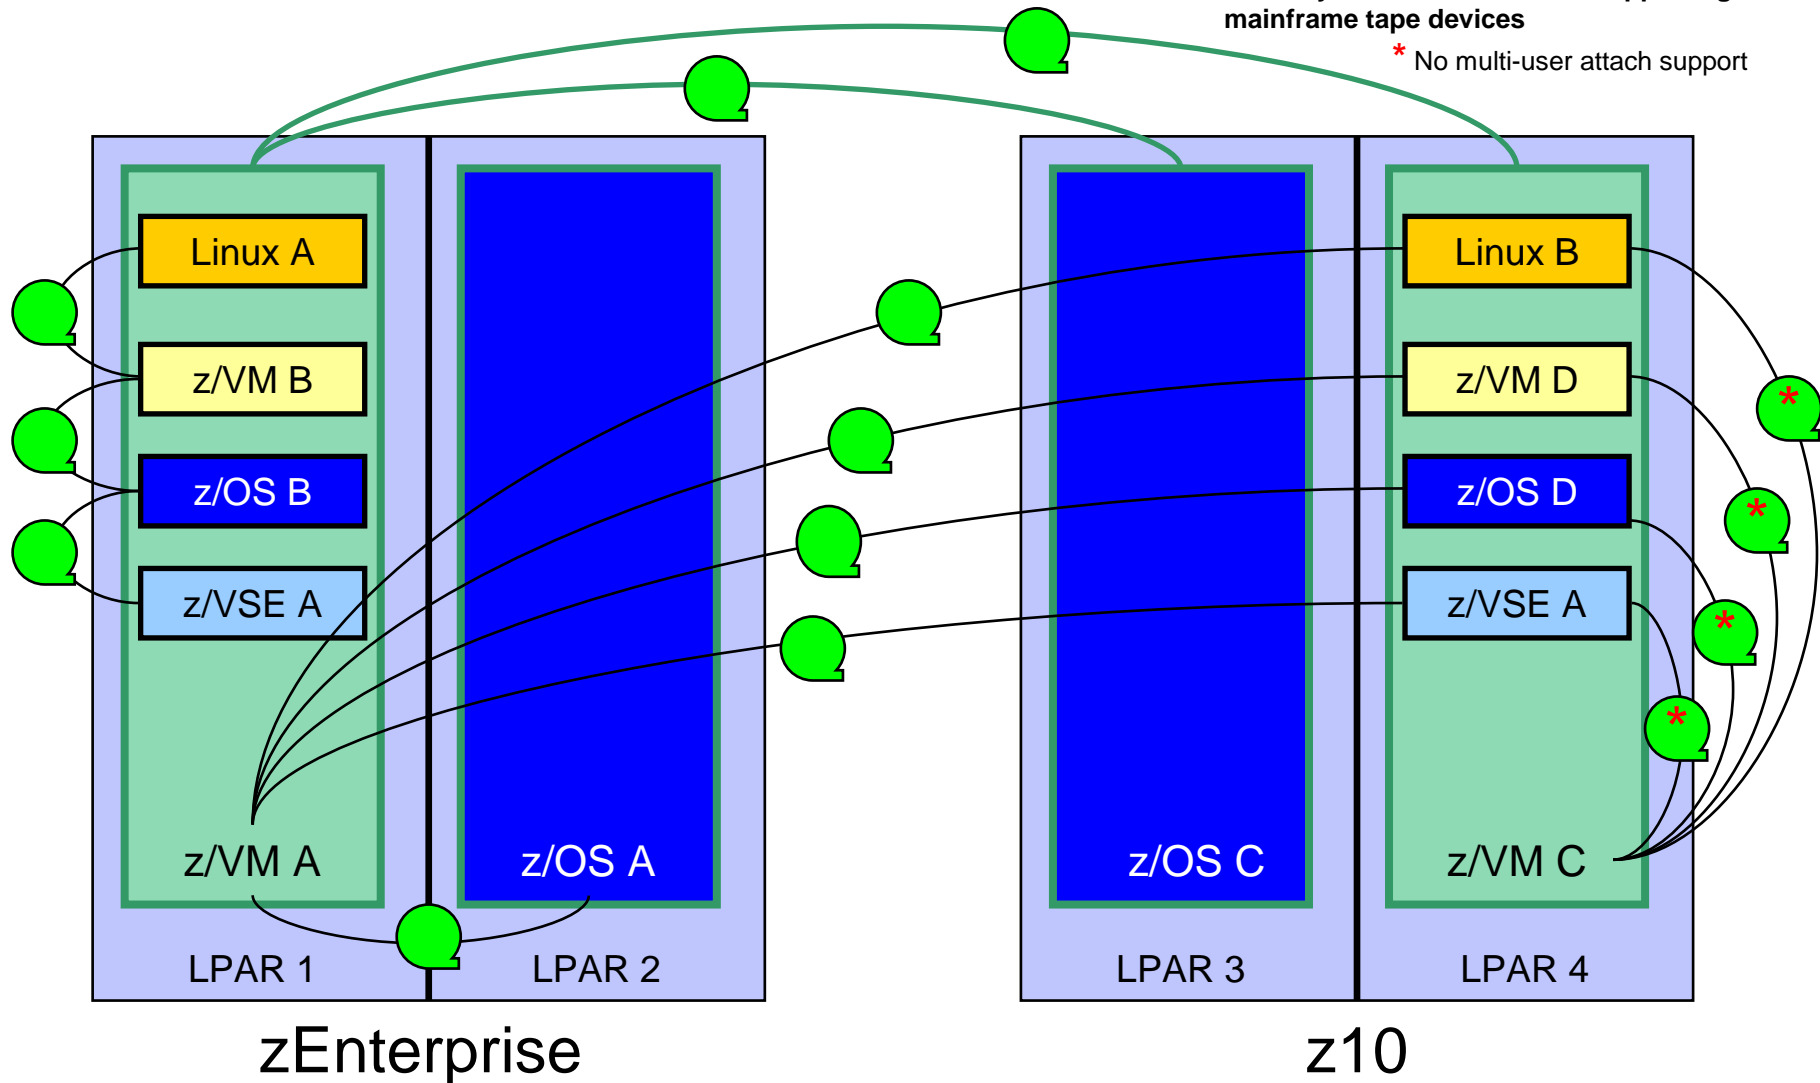 mainframe tape devices
* No multi-user attach support
Linux A
z/VM B
z/OS B
z/VSE A
z/VM A
z/OS A
LPAR 1
LPAR 2
zEnterprise
Linux B
z/VM D
z/OS D
z/VSE A
z/OS C
z/VM C
LPAR 3
LPAR 4
z10
*
*
*
*